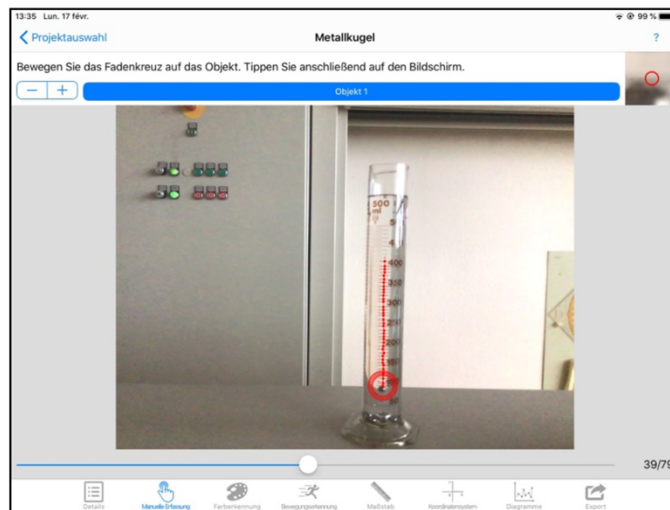 13:35 Lun. 17 févr.
99 %
Projektauswahl
Metallkugel
?
Bewegen Sie das Fadenkreuz auf das Objekt. Tippen Sie anschließend auf den Bildschirm.
− +
Objekt 1
500
ml
400
350
300
250
200
150
50
39/79
Details
Manuelle Erfassung
Farberkennung
Bewegungserkennung
Maßstab
Koordinatensystem
Diagramme
Export